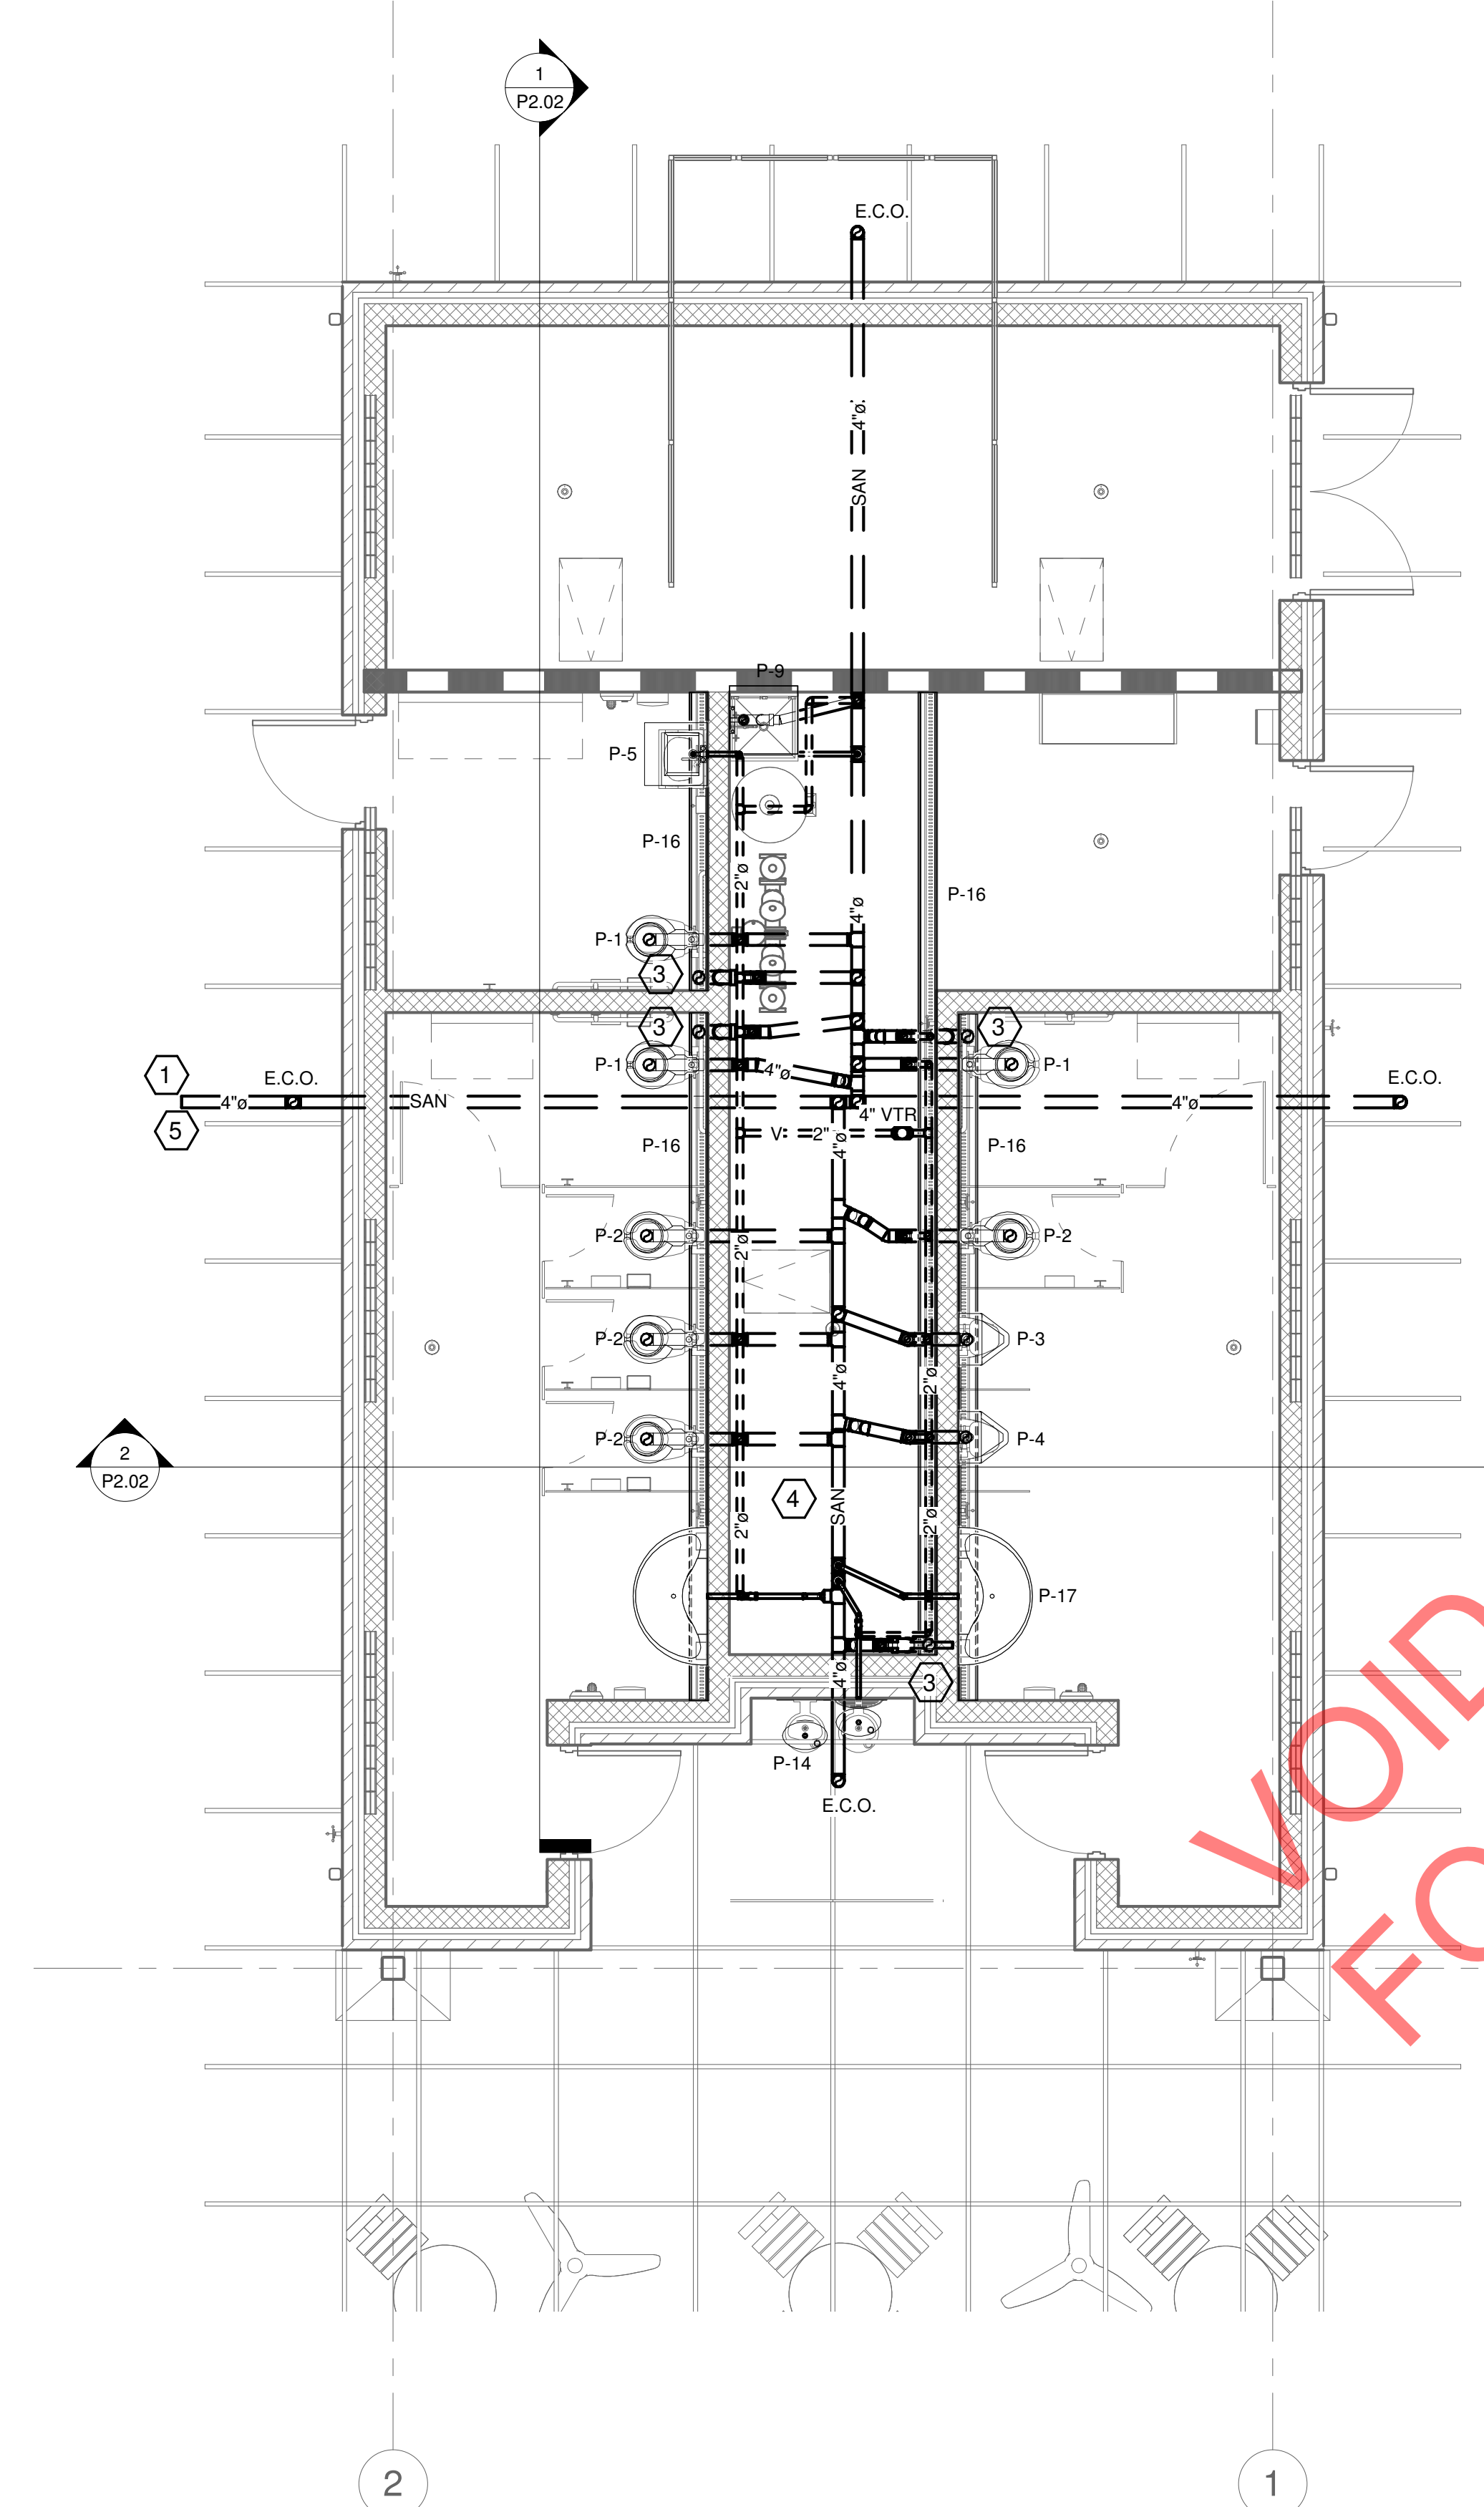 1
P2.02
E.C.O.
4"ø
SAN
P-9
P-5
P-16
2"ø
4"ø
P-16
P-1
3
3
3
P-1
4"ø
P-1
1
E.C.O.
E.C.O.
4"ø
SAN
4"ø
4" VTR
5
V
2"
4"ø
P-16
P-16
P-2
P-2
2"ø
P-2
P-3
4"ø
2"ø
P-2
P-4
2
P2.02
4
SAN
2"ø
2"ø
P-17
4"ø
3
P-14
E.C.O.
VOID
FO
2
1